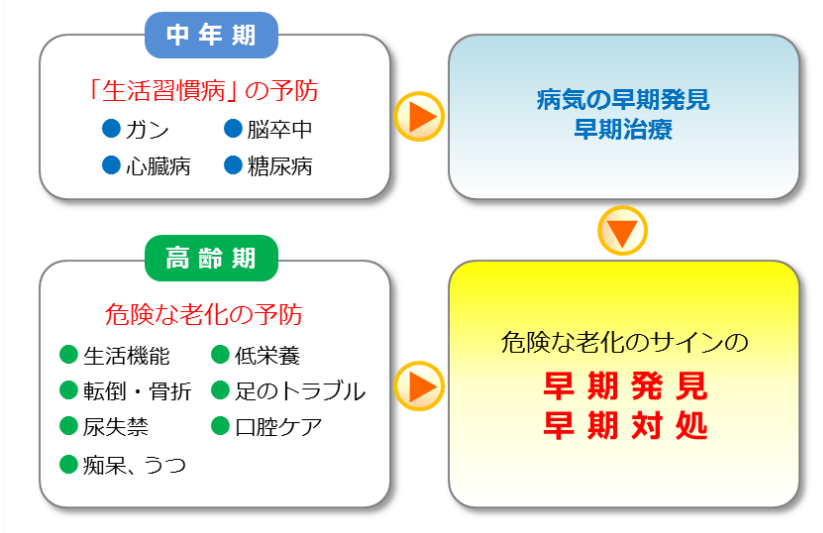 中年期
「生活習慣病」の予防
●ガン ●脳卒中
●心臓病 ●糖尿病
病気の早期発見
早期治療
高齢期
危険な老化の予防
●生活機能 ●低栄養
●転倒・骨折 ●足のトラブル
●尿失禁 ●口腔ケア
●痴呆、うつ
危険な老化のサインの
早期発見
早期対処